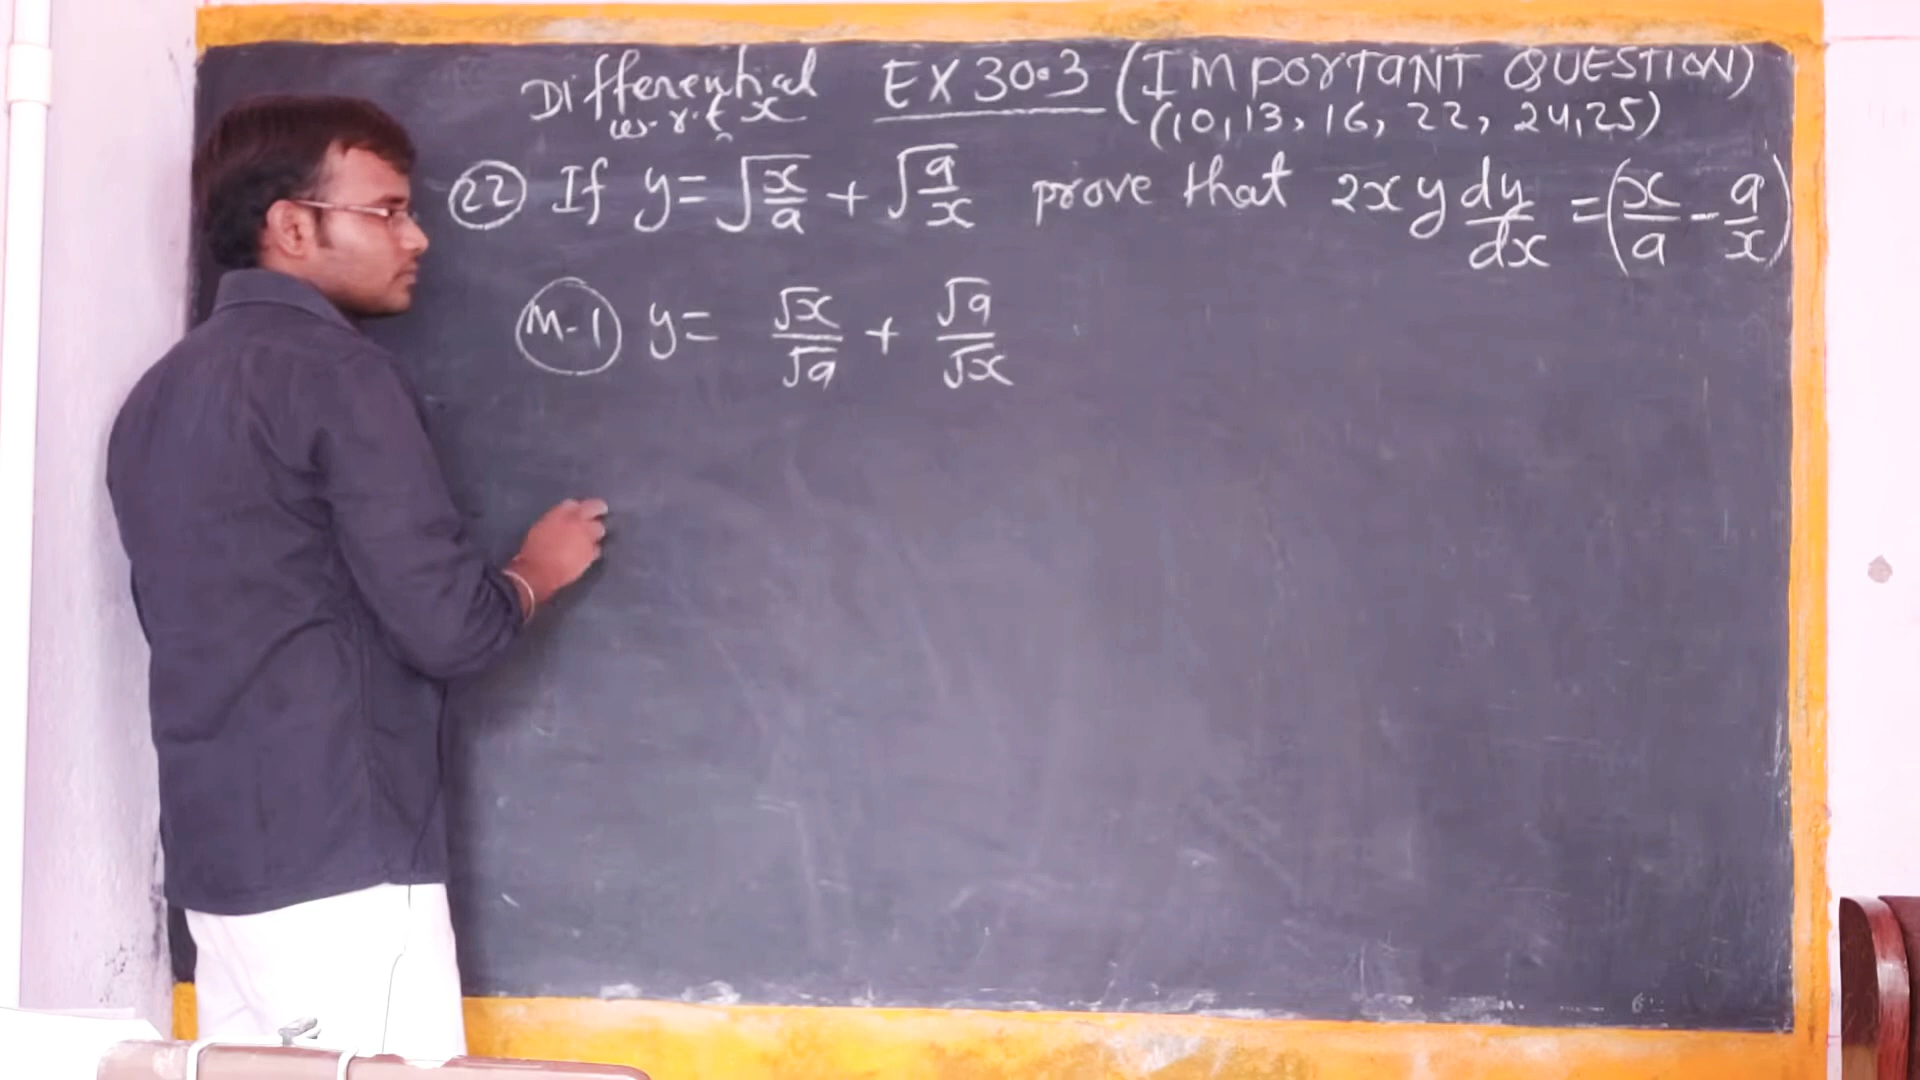 Differential EX 30.3 (IMPORTANT QUESTION)
w.r.t x (10, 13, 16, 22, 24, 25)
(22) If y = √(x/a) + √(a/x) prove that 2xy dy/dx = (x/a - a/x)
(M-1) y = √x/√a + √a/√x